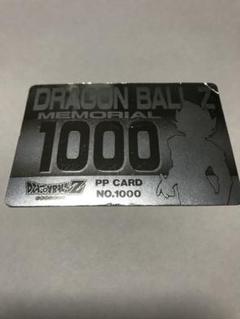 DRAGON BALL Z
MEMORIAL
1000
DRAGON BALL Z
PP CARD
NO.1000